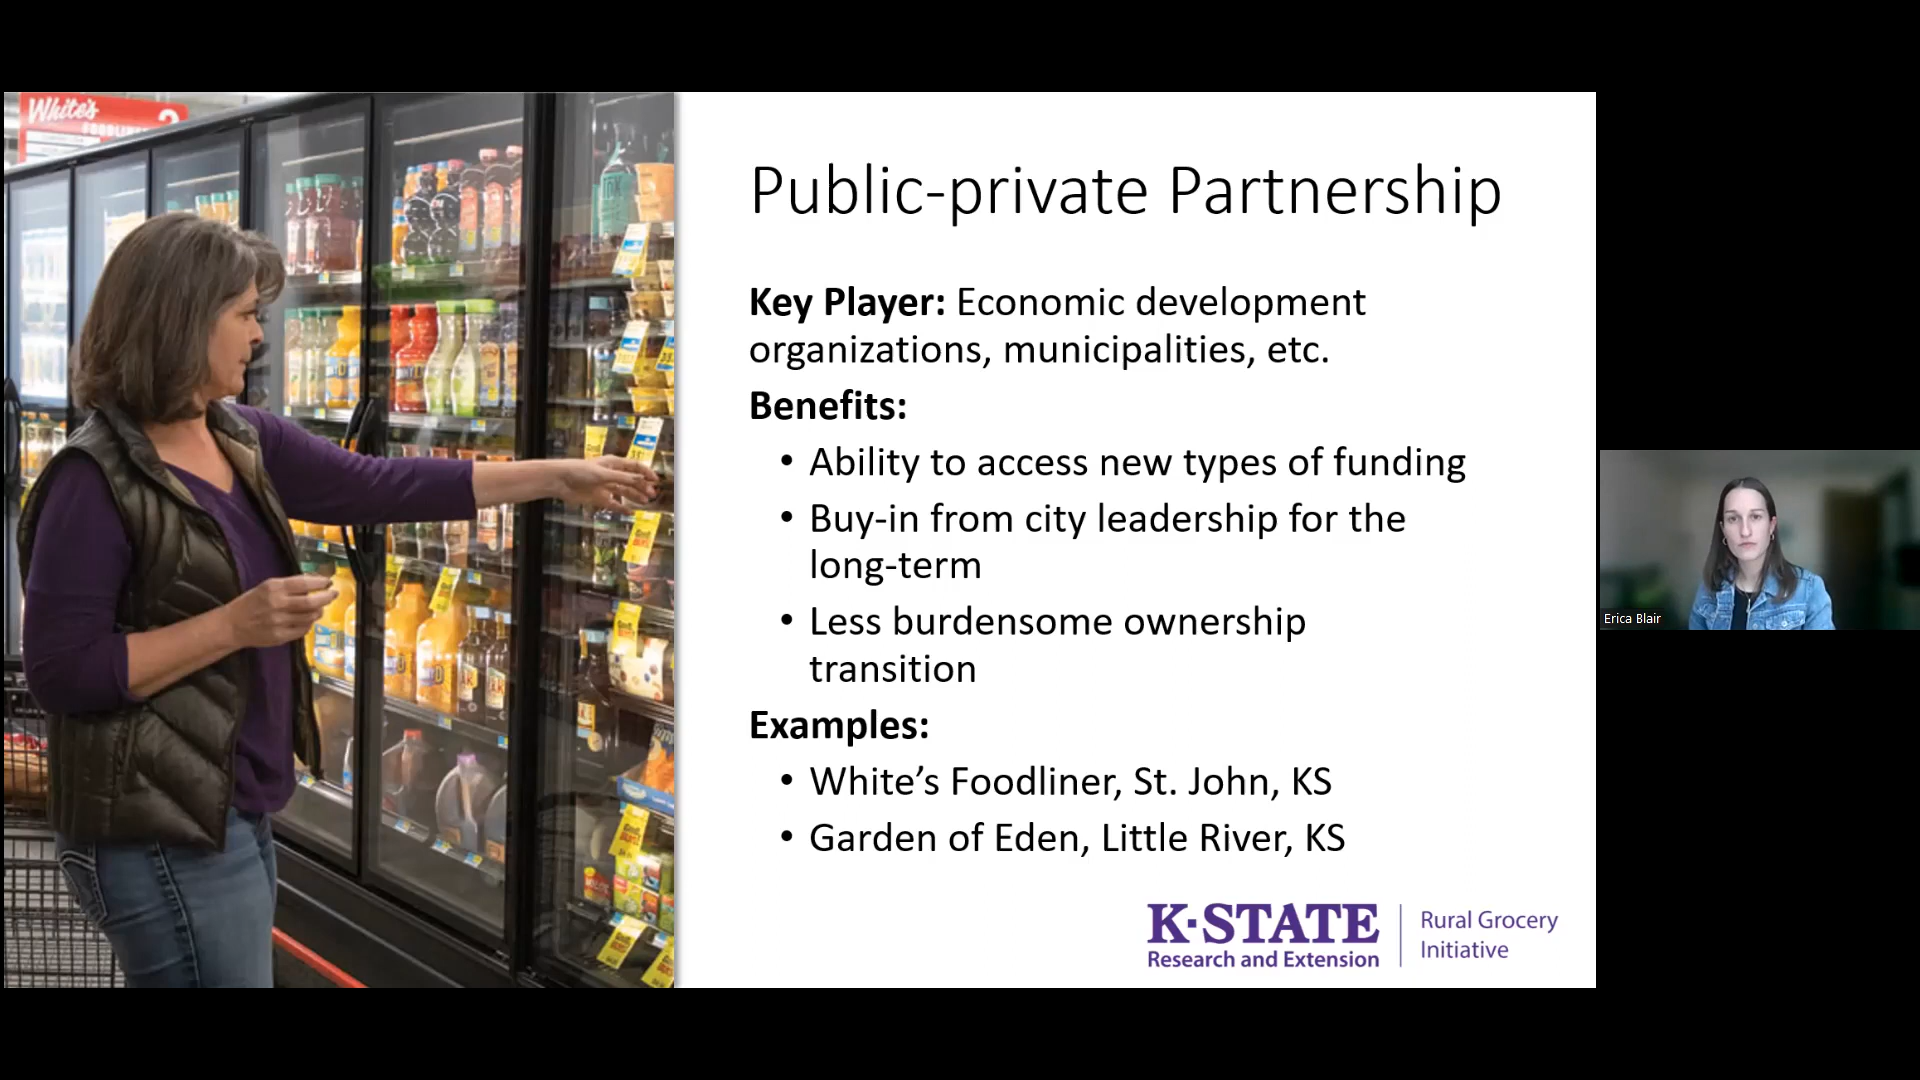 White's
FOODLINER
2
Public-private Partnership
Key Player: Economic development
organizations, municipalities, etc.
Benefits:
• Ability to access new types of funding
• Buy-in from city leadership for the
long-term
• Less burdensome ownership
transition
Examples:
• White’s Foodliner, St. John, KS
• Garden of Eden, Little River, KS
K-STATE
Research and Extension
Rural Grocery
Initiative
Erica Blair